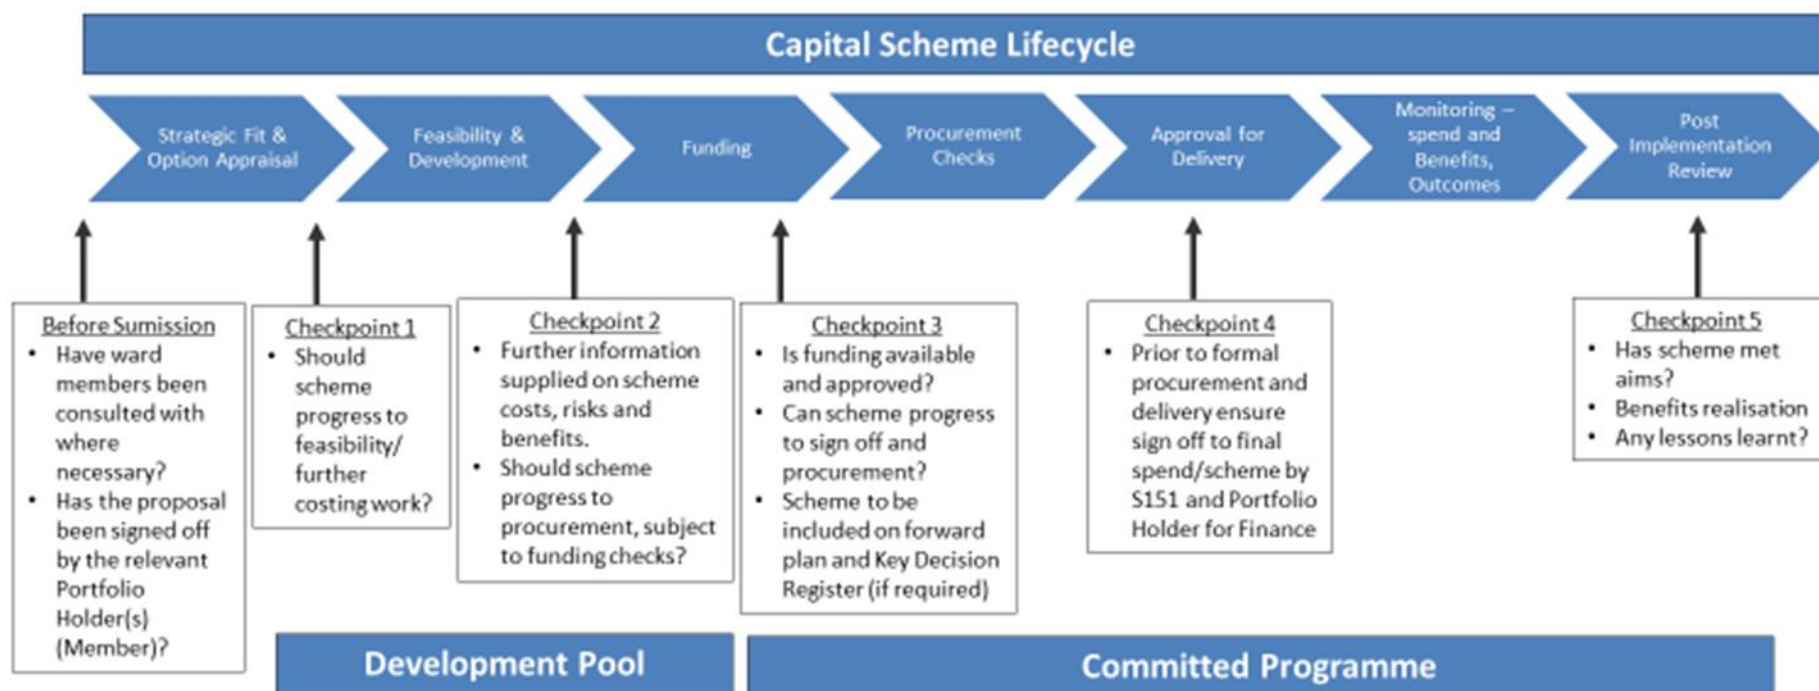 Capital Scheme Lifecycle
Strategic Fit &
Option Appraisal
Feasibility &
Development
Funding
Procurement
Checks
Approval for
Delivery
Monitoring –
spend and
Benefits,
Outcomes
Post
Implementation
Review
Before Sumission
• Have ward
members been
consulted with
where
necessary?
• Has the proposal
been signed off
by the relevant
Portfolio
Holder(s)
(Member)?
Checkpoint 1
• Should
scheme
progress to
feasibility/
further
costing work?
Checkpoint 2
• Further information
supplied on scheme
costs, risks and
benefits.
• Should scheme
progress to
procurement, subject
to funding checks?
Checkpoint 3
• Is funding available
and approved?
• Can scheme progress
to sign off and
procurement?
• Scheme to be
included on forward
plan and Key Decision
Register (if required)
Checkpoint 4
• Prior to formal
procurement and
delivery ensure
sign off to final
spend/scheme by
S151 and Portfolio
Holder for Finance
Checkpoint 5
• Has scheme met
aims?
• Benefits realisation
• Any lessons learnt?
Development Pool
Committed Programme